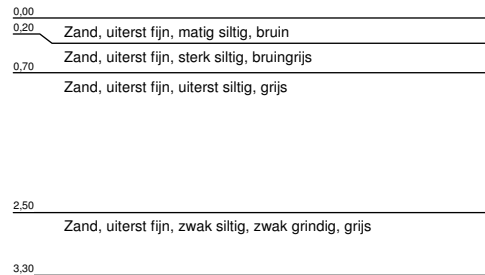 0,00
0,20
Zand, uiterst fijn, matig siltig, bruin
Zand, uiterst fijn, sterk siltig, bruingrijs
0,70
Zand, uiterst fijn, uiterst siltig, grijs
2,50
Zand, uiterst fijn, zwak siltig, zwak grindig, grijs
3,30